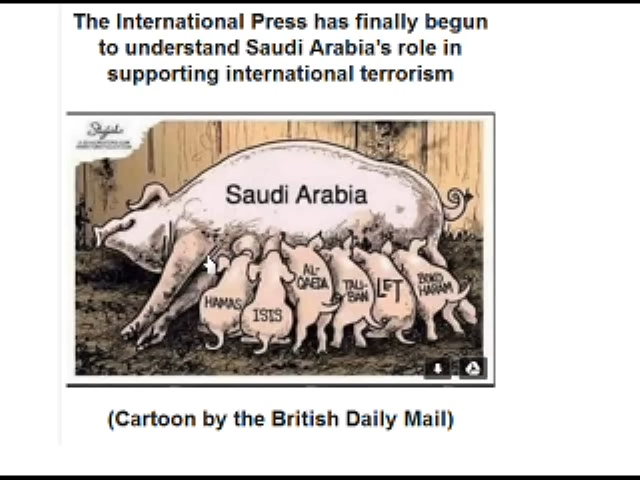 The International Press has finally begun
to understand Saudi Arabia's role in
supporting international terrorism
Saudi Arabia
HAMAS
ISIS
AL-
QAEDA
TALI-
BAN
LET
BOKO
HARAM
(Cartoon by the British Daily Mail)